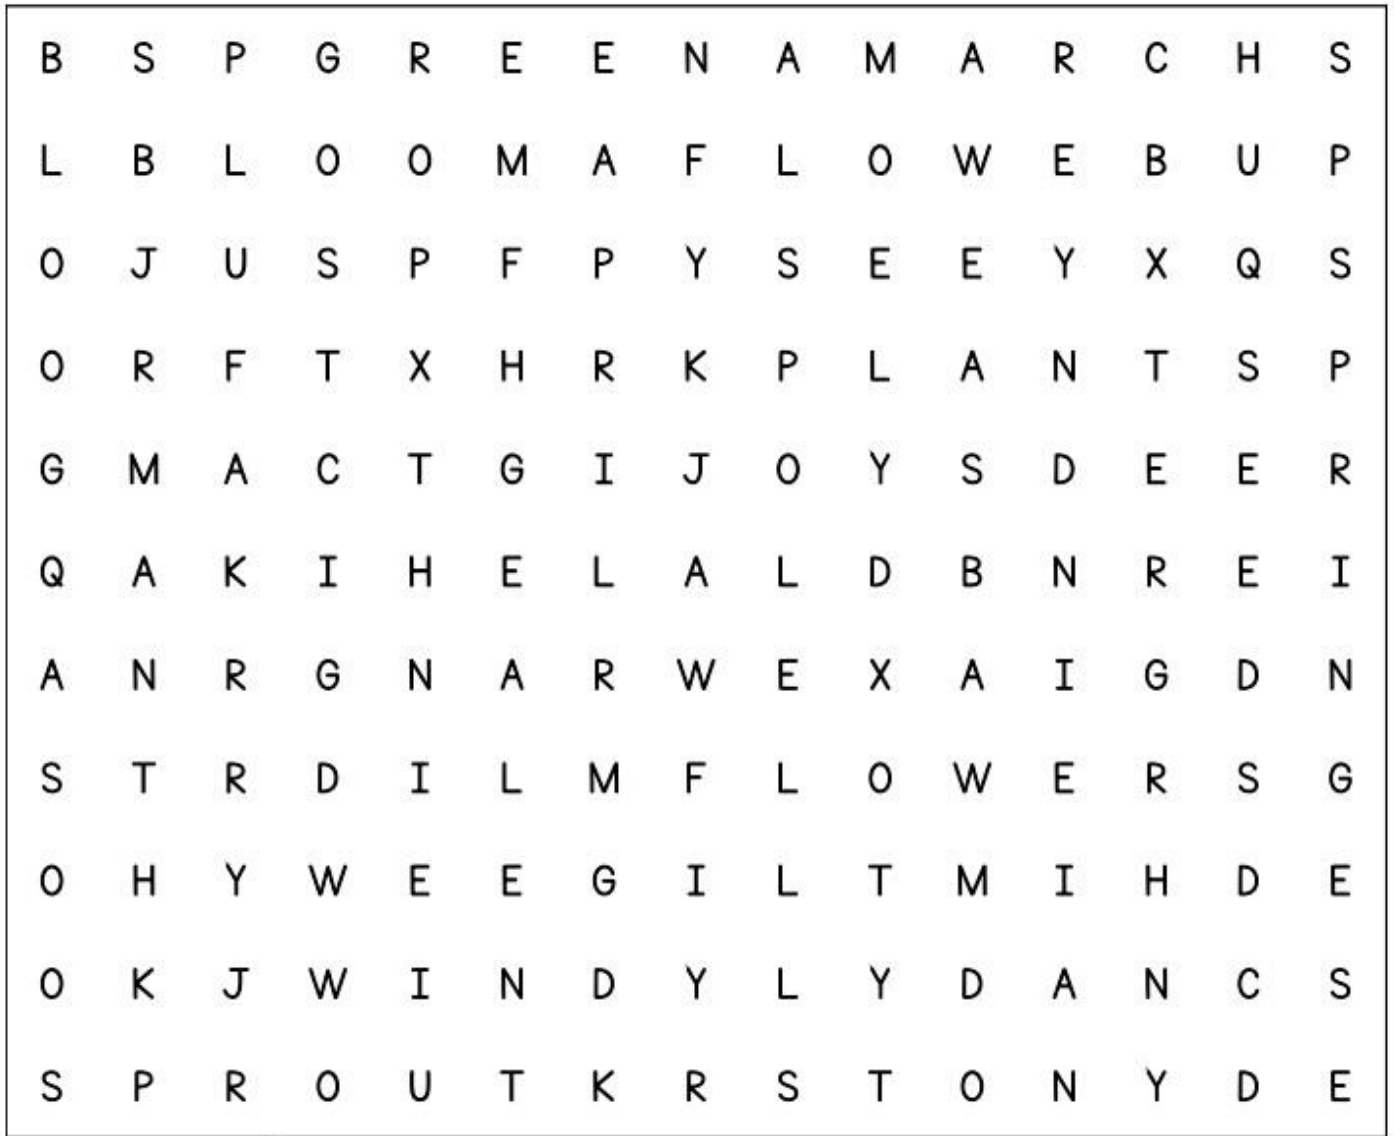 B S P G R E E N A M A R C H S
L B L O O M A F L O W E B U P
O J U S P F P Y S E E Y X Q S
O R F T X H R K P L A N T S P
G M A C T G I J O Y S D E E R
Q A K I H E L A L D B N R E I
A N R G N A R W E X A I G D N
S T R D I L M F L O W E R S G
O H Y W E E G I L T M I H D E
O K J W I N D Y L Y D A N C S
S P R O U T K R S T O N Y D E